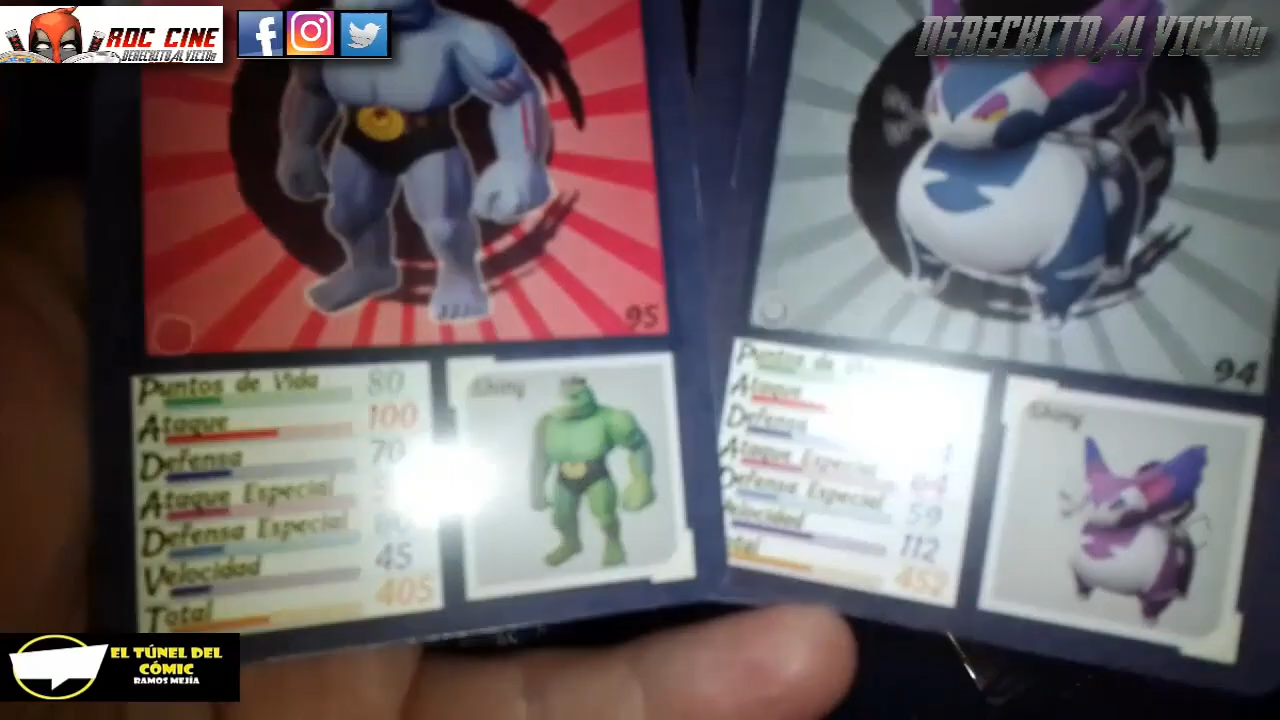 ROC CINE
DERECHITO AL VICIO!!
DERECHITO AL VICIO!!
95
Puntos de Vida 80
Ataque 100
Defensa 70
Ataque Especial
Defensa Especial
Velocidad 45
Total 405
Shiny
94
Puntos de
Ataque
Defensa
Ataque Especial
Defensa Especial 59
Velocidad 112
452
Shiny
EL TÚNEL DEL
CÓMIC
RAMOS MEJÍA